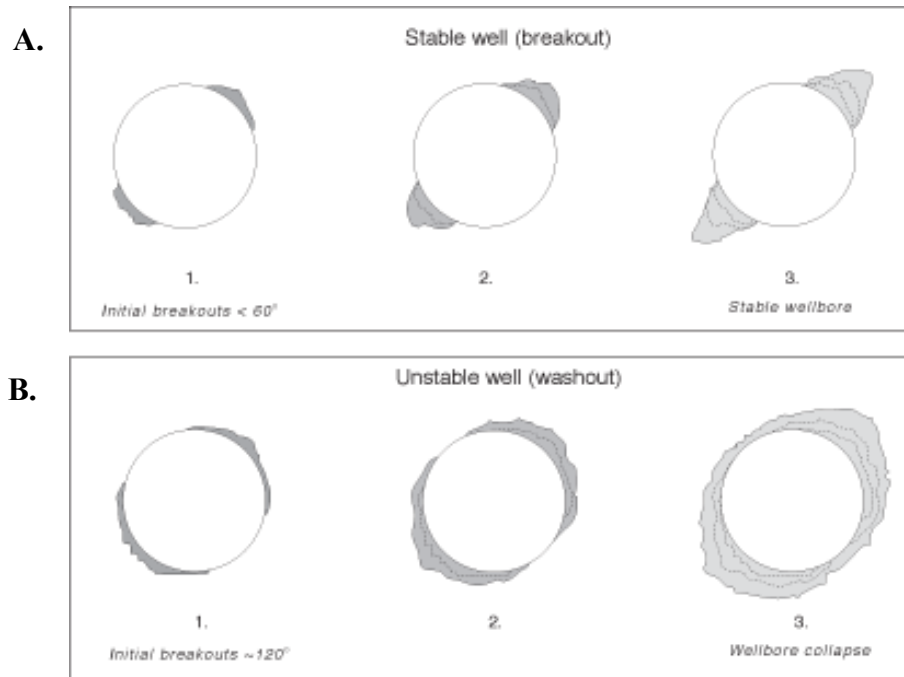 A.
Stable well (breakout)
1. 2. 3.
Initial breakouts < 60° Stable wellbore
B.
Unstable well (washout)
1. 2. 3.
Initial breakouts ~120° Wellbore collapse